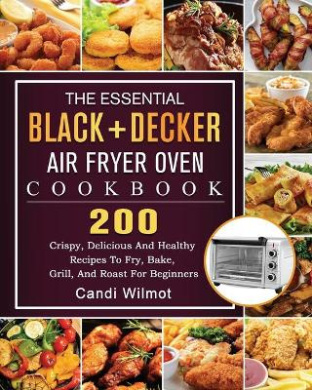 THE ESSENTIAL
BLACK+DECKER
AIR FRYER OVEN
COOKBOOK
200
Crispy, Delicious And Healthy
Recipes To Fry, Bake,
Grill, And Roast For Beginners
Candi Wilmot